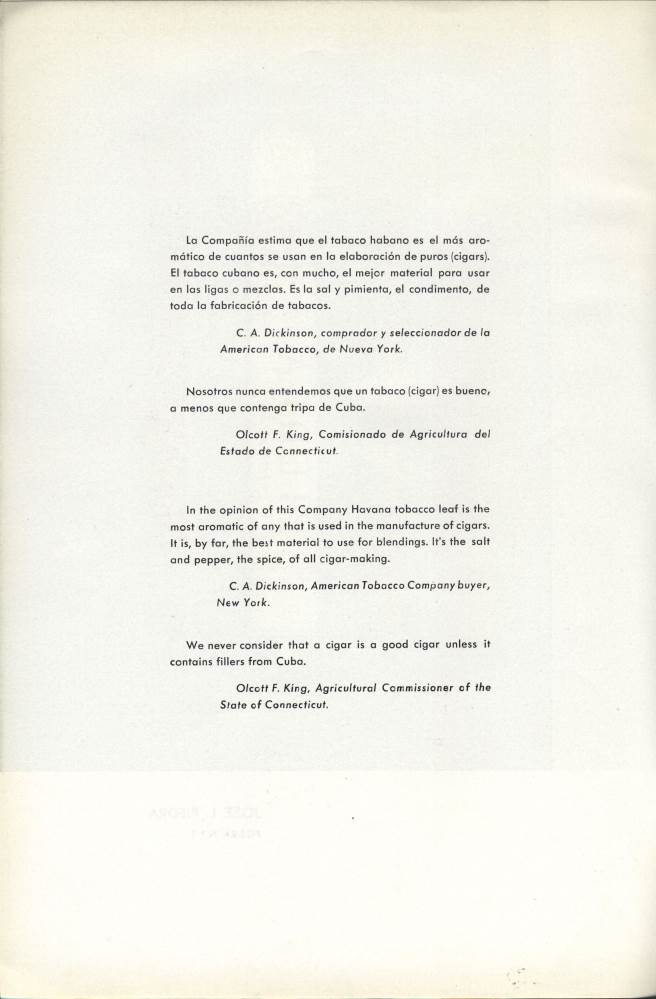 La Compañía estima que el tabaco habano es el más aro-
mático de cuantos se usan en la elaboración de puros (cigars).
El tabaco cubano es, con mucho, el mejor material para usar
en las ligas o mezclas. Es la sal y pimienta, el condimento, de
toda la fabricación de tabacos.
C. A. Dickinson, comprador y seleccionador de la
American Tobacco, de Nueva York.
Nosotros nunca entendemos que un tabaco (cigar) es bueno,
a menos que contenga tripa de Cuba.
Olcott F. King, Comisionado de Agricultura del
Estado de Connecticut.
In the opinion of this Company Havana tobacco leaf is the
most aromatic of any that is used in the manufacture of cigars.
It is, by far, the best material to use for blendings. It's the salt
and pepper, the spice, of all cigar-making.
C. A. Dickinson, American Tobacco Company buyer,
New York.
We never consider that a cigar is a good cigar unless it
contains fillers from Cuba.
Olcott F. King, Agricultural Commissioner of the
State of Connecticut.
JOSE L. PIEDRA